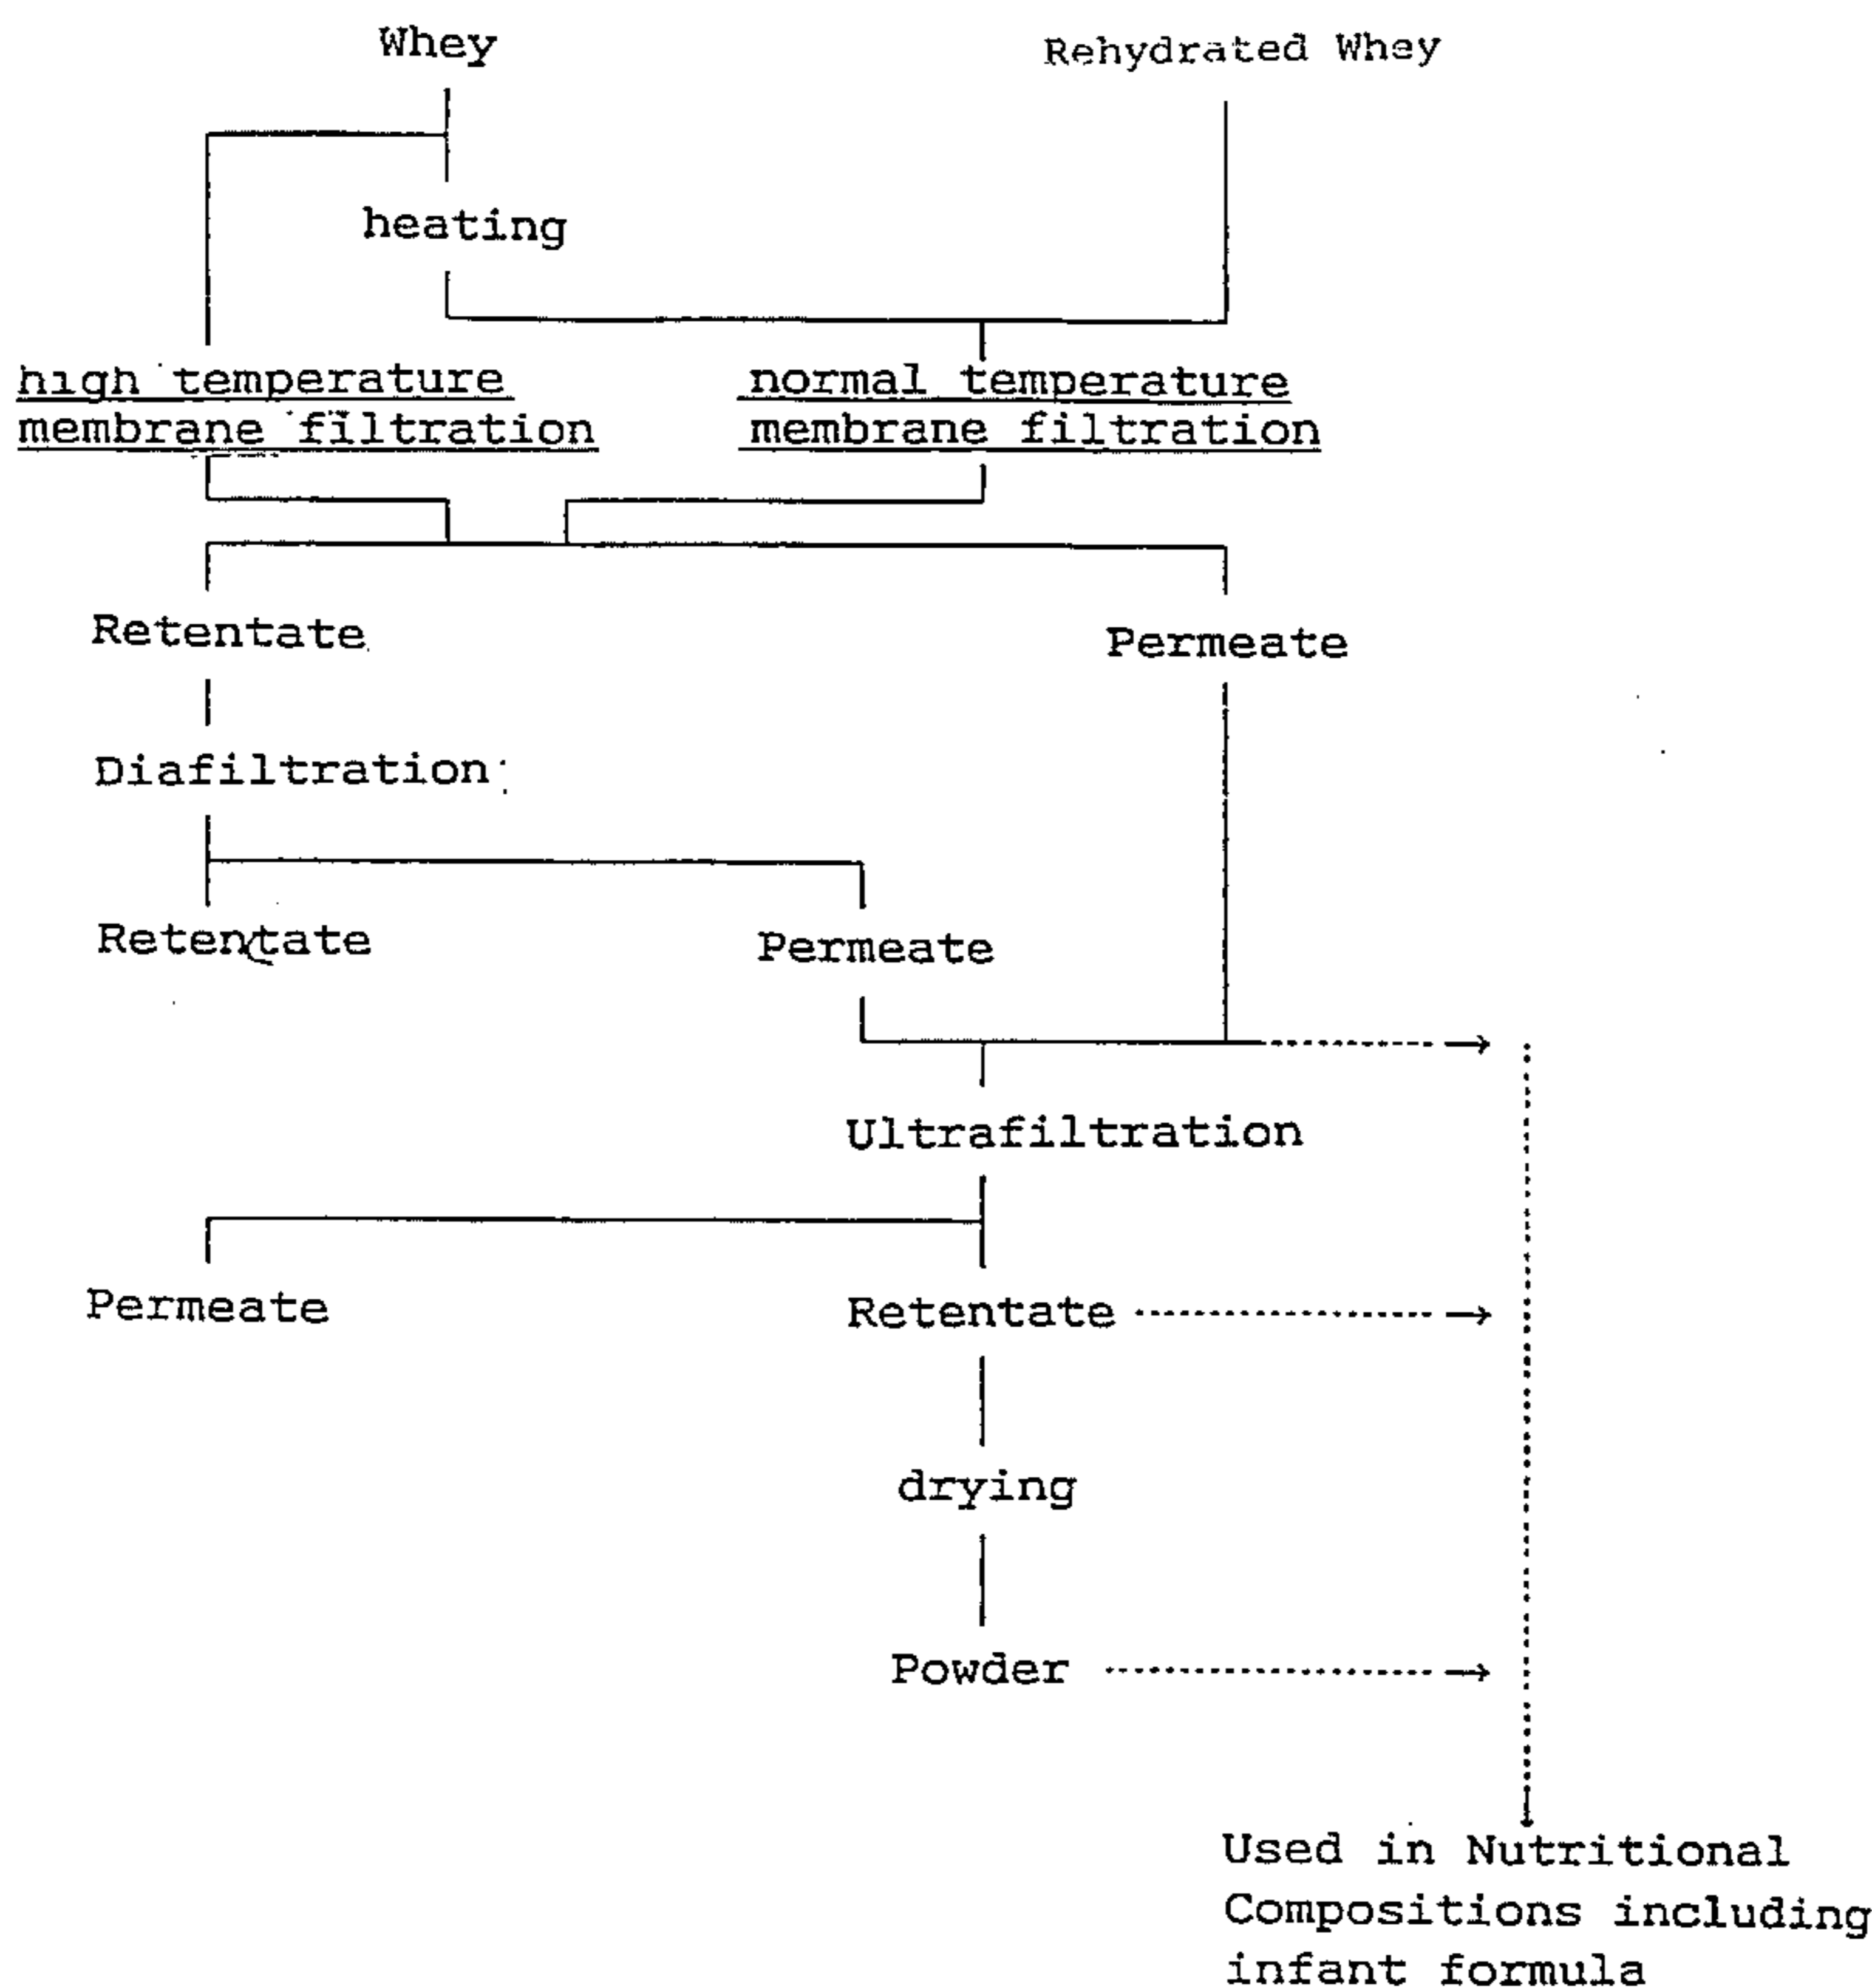 Whey
Rehydrated Whey
heating
high temperature
membrane filtration
normal temperature
membrane filtration
Retentate
Permeate
Diafiltration
Retentate
Permeate
Ultrafiltration
Permeate
Retentate
drying
Powder
Used in Nutritional
Compositions including
infant formula